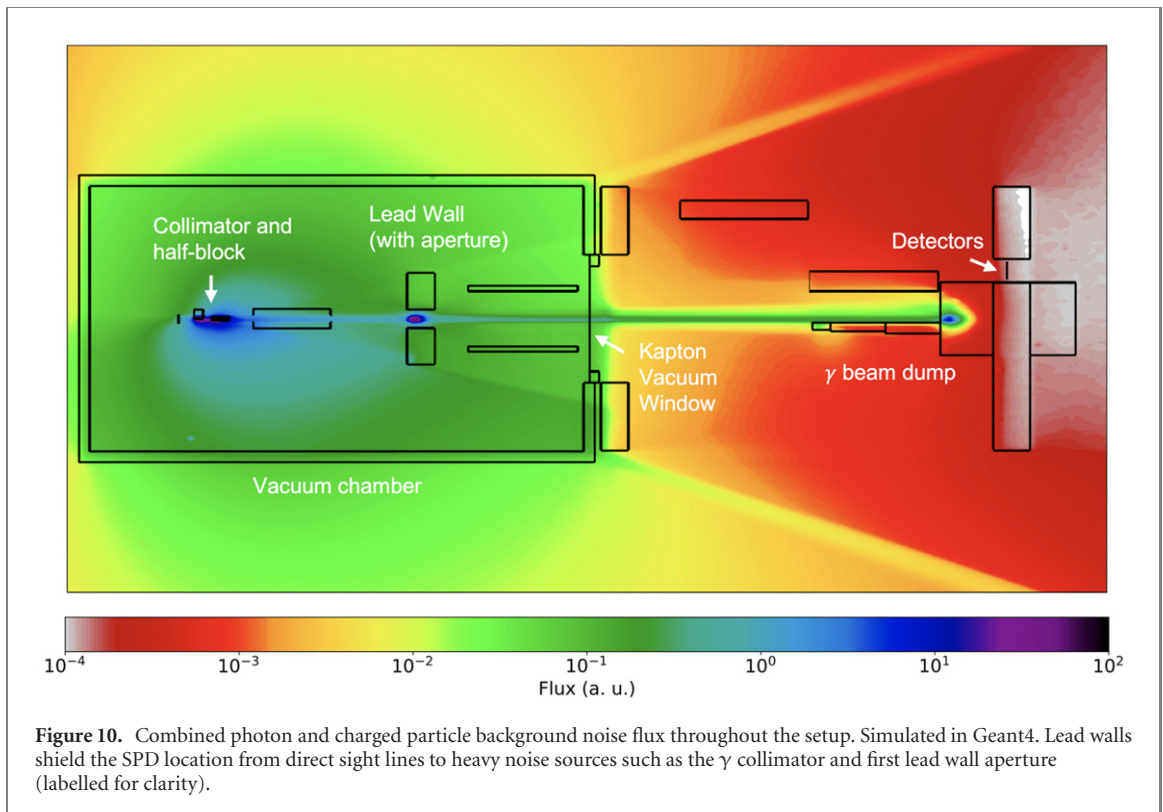 Collimator and
half-block
Lead Wall
(with aperture)
Detectors
Kapton
Vacuum
Window
γ beam dump
Vacuum chamber
10⁻⁴
10⁻³
10⁻²
10⁻¹
10⁰
10¹
10²
Flux (a. u.)
Figure 10. Combined photon and charged particle background noise flux throughout the setup. Simulated in Geant4. Lead walls
shield the SPD location from direct sight lines to heavy noise sources such as the γ collimator and first lead wall aperture
(labelled for clarity).